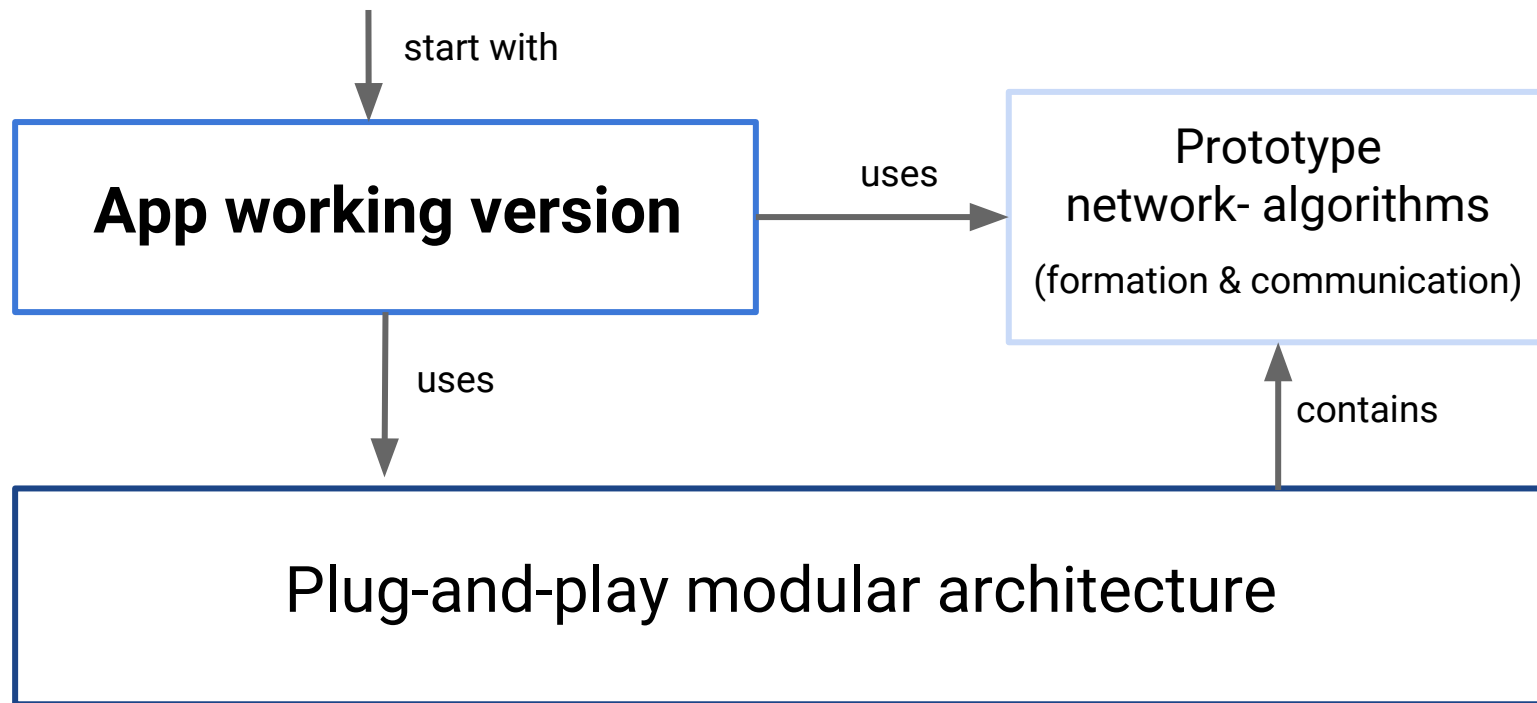 start with
App working version
uses
Prototype
network- algorithms
(formation & communication)
uses
contains
Plug-and-play modular architecture